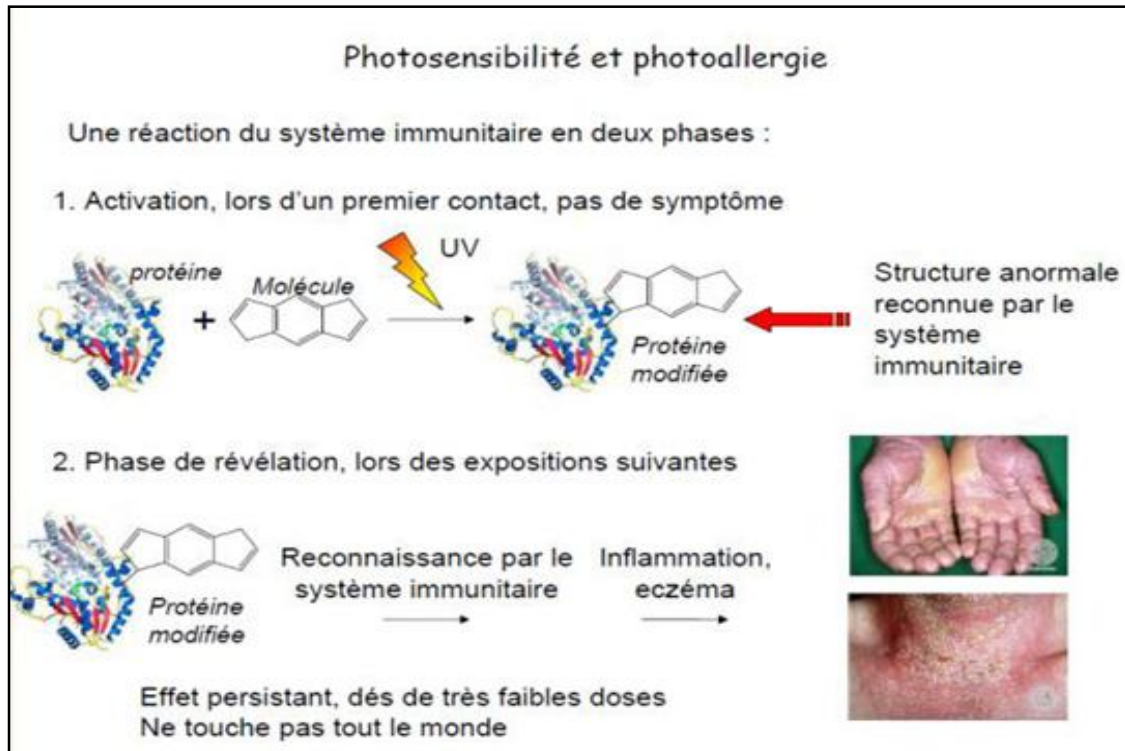 Photosensibilité et photoallergie
Une réaction du système immunitaire en deux phases :
1. Activation, lors d'un premier contact, pas de symptôme
protéine
+
Molécule
UV
Protéine
modifiée
Structure anormale
reconnue par le
système
immunitaire
2. Phase de révélation, lors des expositions suivantes
Protéine
modifiée
Reconnaissance par le
système immunitaire
Inflammation,
eczéma
Effet persistant, dés de très faibles doses
Ne touche pas tout le monde